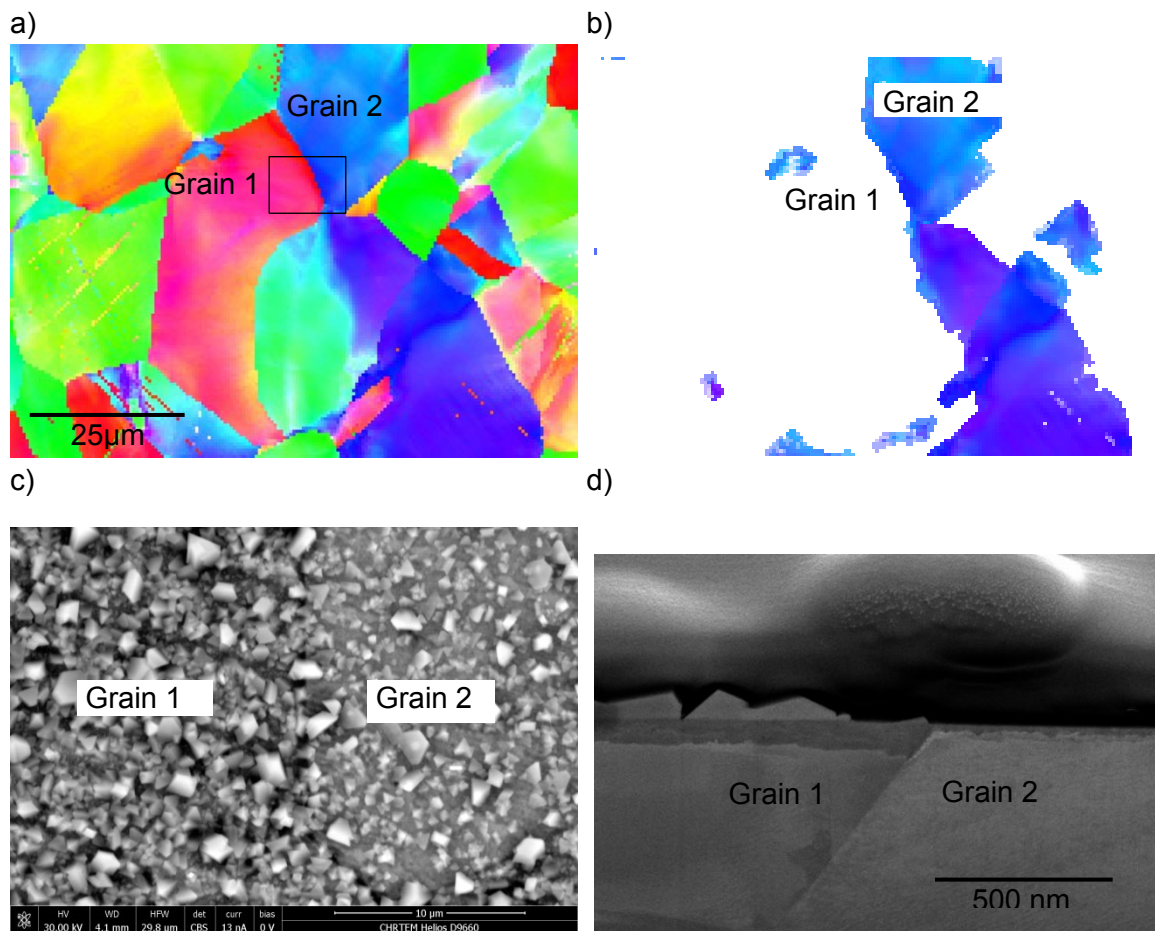 a)
b)
Grain 2
Grain 1
25µm
Grain 2
Grain 1
c)
d)
Grain 1
Grain 2
HV WD HFW det curr bias
30.00 kV 4.1 mm 29.8 µm CBS 13 nA 0 V
10 µm
CHRTEM Helios D9660
Grain 1
Grain 2
500 nm